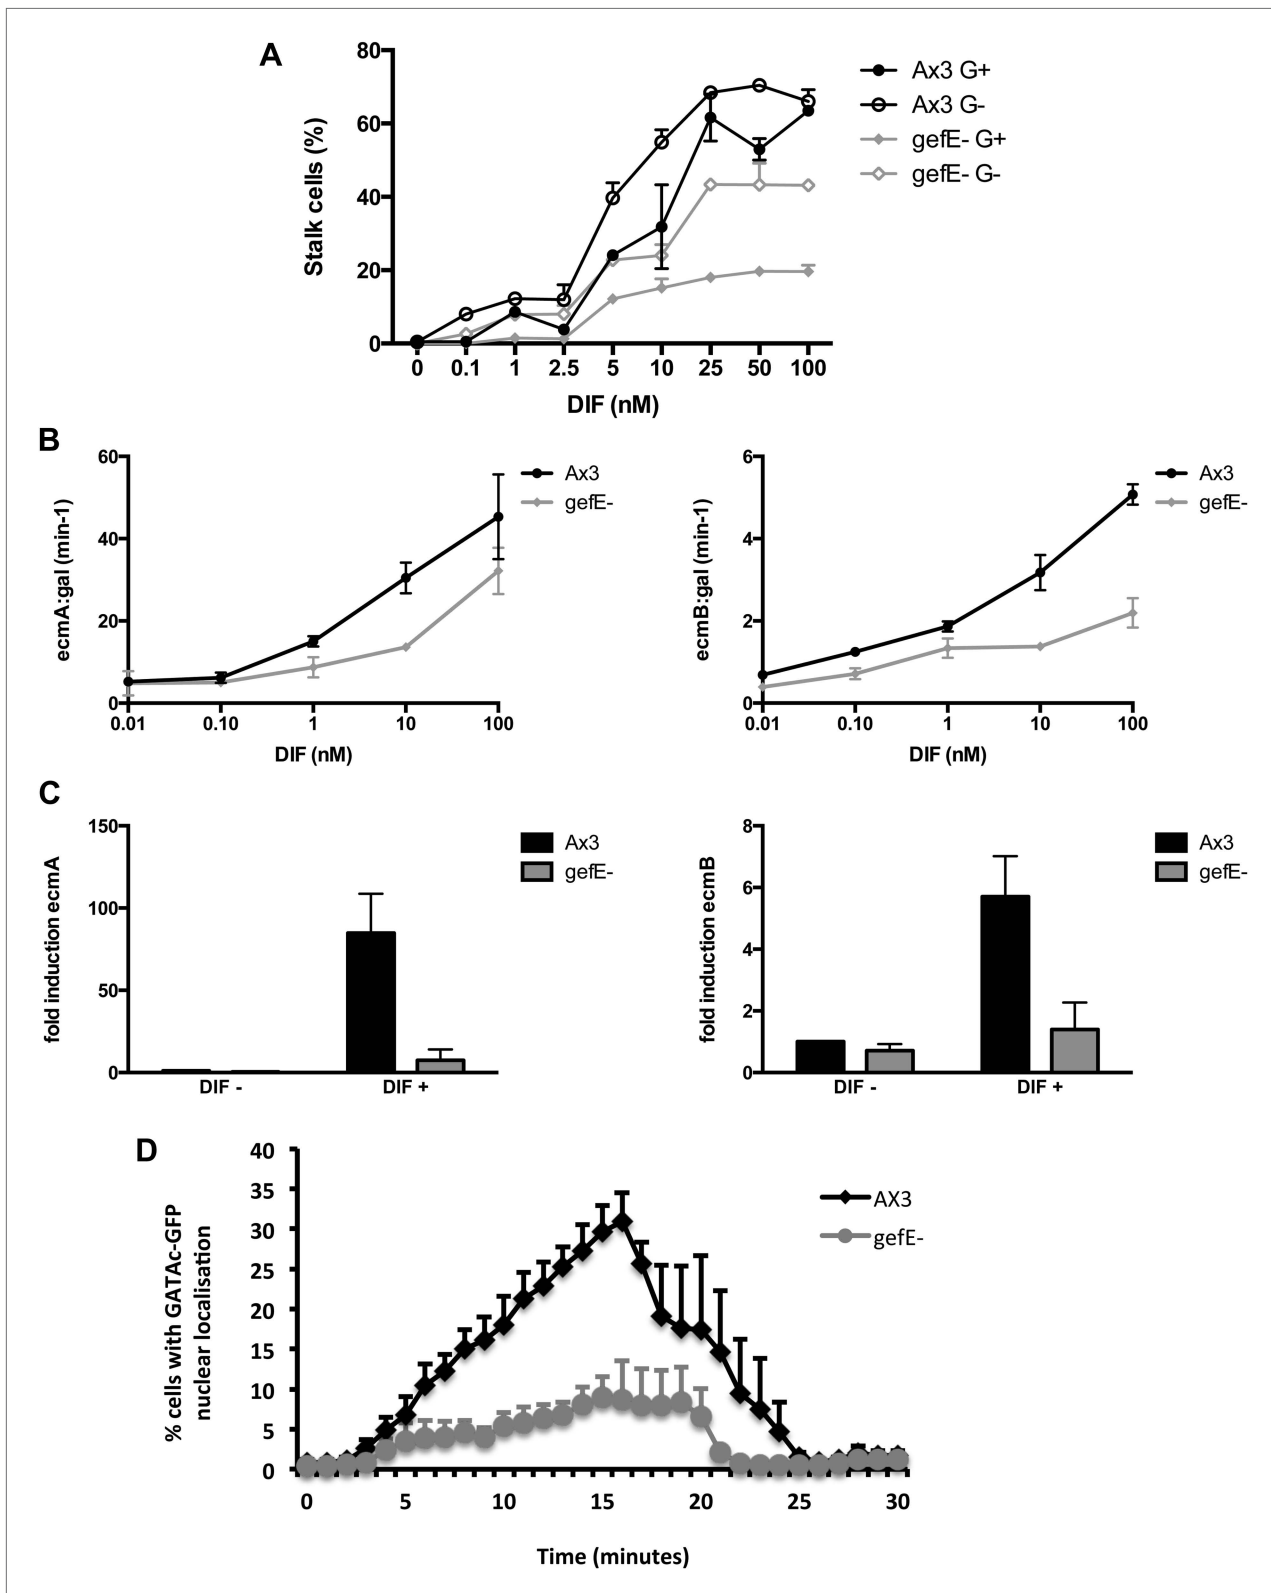 A
80
60
40
20
0
Stalk cells (%)
0 0.1 1 2.5 5 10 25 50 100
DIF (nM)
Ax3 G+
Ax3 G-
gefE- G+
gefE- G-
B
60
40
20
0
ecmA:gal (min-1)
0.01 0.10 1 10 100
DIF (nM)
Ax3
gefE-
6
4
2
0
ecmB:gal (min-1)
0.01 0.10 1 10 100
DIF (nM)
Ax3
gefE-
C
150
100
50
0
fold induction ecmA
DIF - DIF +
Ax3
gefE-
8
6
4
2
0
fold induction ecmB
DIF - DIF +
Ax3
gefE-
D
40
35
30
25
20
15
10
5
0
% cells with GATAc-GFP
nuclear localisation
0 5 10 15 20 25 30
Time (minutes)
AX3
gefE-